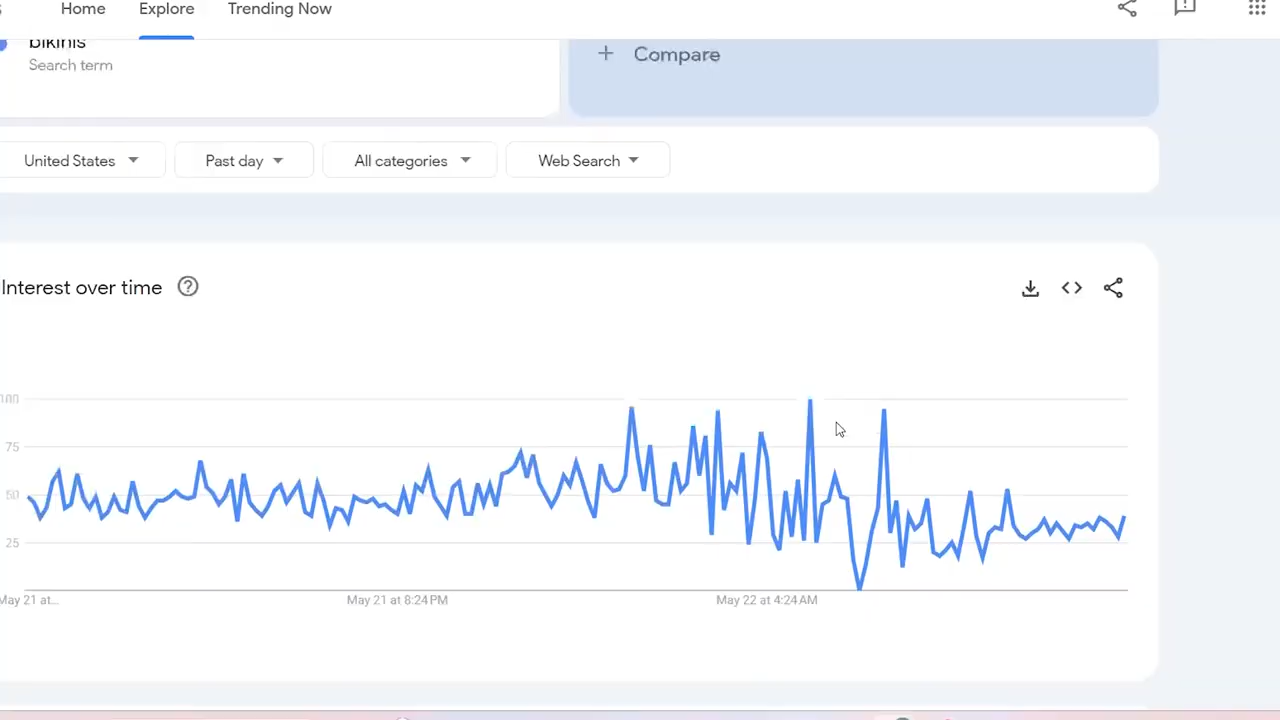 Home Explore Trending Now
bikinis
Search term
+ Compare
United States Past day All categories Web Search
Interest over time
100
75
50
25
May 21 at...
May 21 at 8:24 PM
May 22 at 4:24 AM